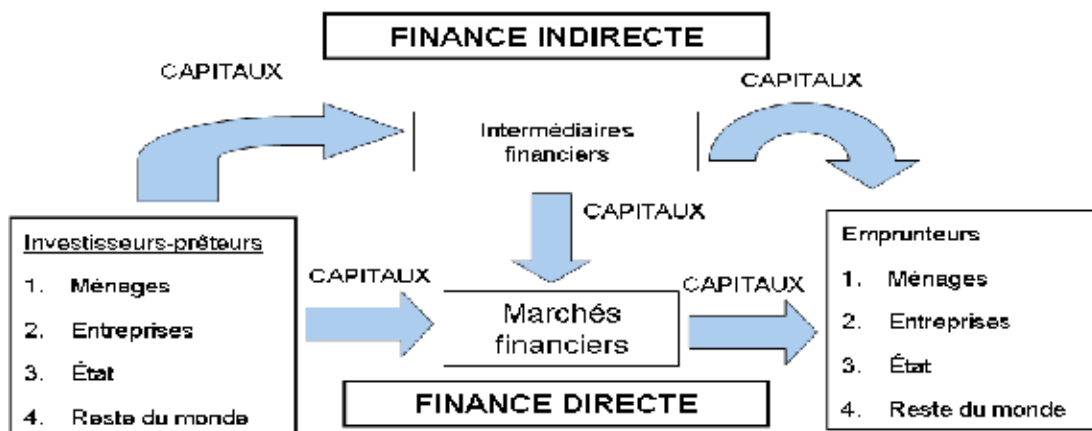 FINANCE INDIRECTE
CAPITAUX
CAPITAUX
Intermédiaires
financiers
CAPITAUX
Investisseurs-prêteurs
1. Ménages
2. Entreprises
3. État
4. Reste du monde
CAPITAUX
Marchés
financiers
CAPITAUX
Emprunteurs
1. Ménages
2. Entreprises
3. État
4. Reste du monde
FINANCE DIRECTE